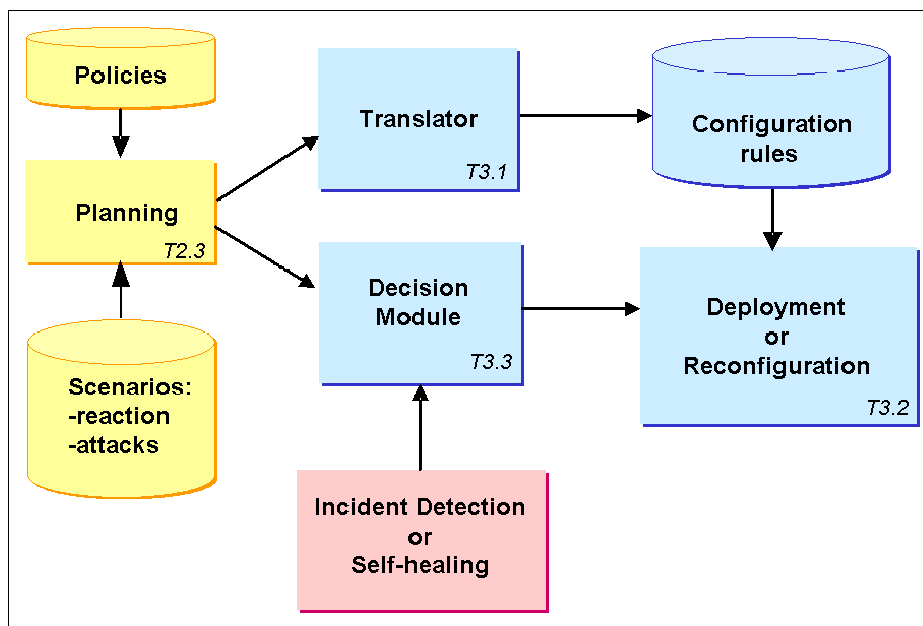 Policies
Planning
T2.3
Scenarios:
-reaction
-attacks
Translator
T3.1
Configuration
rules
Decision
Module
T3.3
Deployment
or
Reconfiguration
T3.2
Incident Detection
or
Self-healing